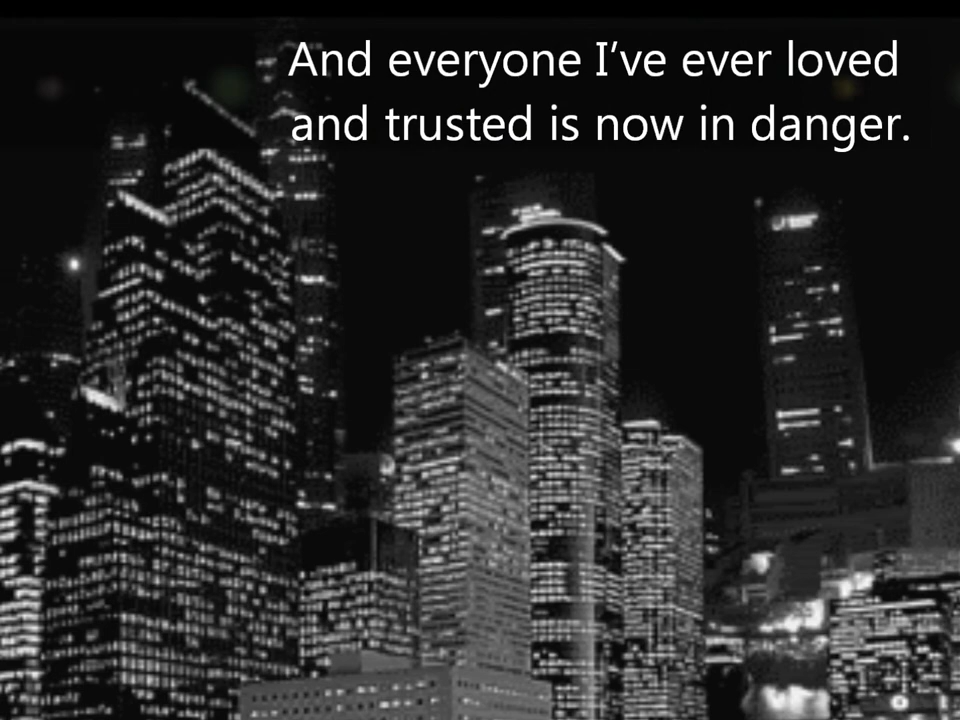 And everyone I’ve ever loved
and trusted is now in danger.